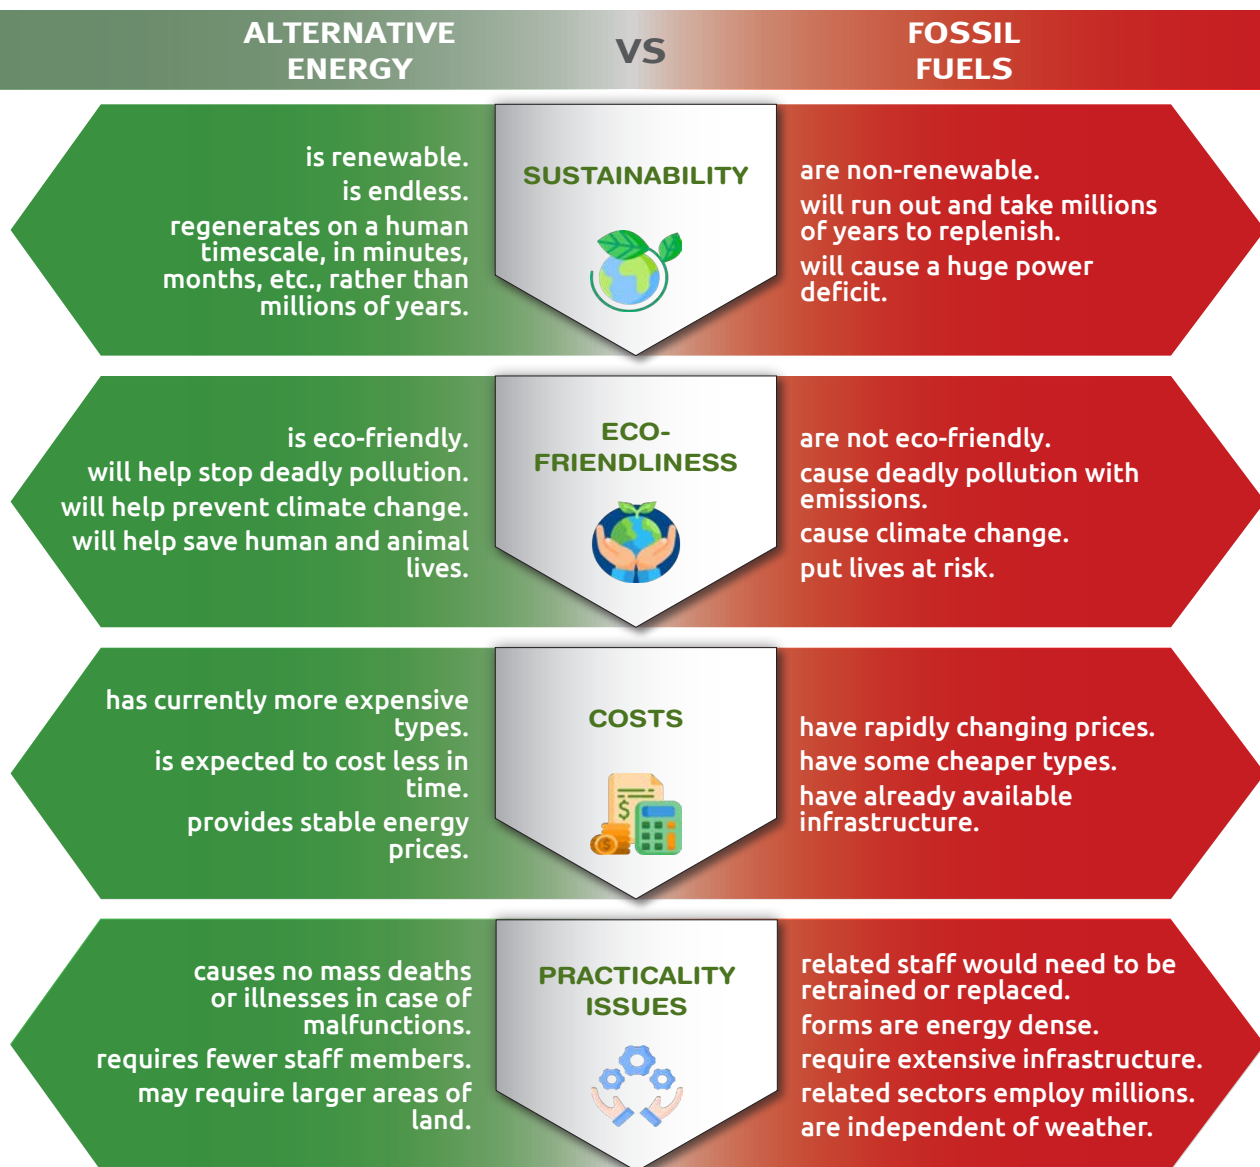 ALTERNATIVE
ENERGY
VS
FOSSIL
FUELS
is renewable.
is endless.
regenerates on a human
timescale, in minutes,
months, etc., rather than
millions of years.
SUSTAINABILITY
are non-renewable.
will run out and take millions
of years to replenish.
will cause a huge power
deficit.
is eco-friendly.
will help stop deadly pollution.
will help prevent climate change.
will help save human and animal
lives.
ECO-
FRIENDLINESS
are not eco-friendly.
cause deadly pollution with
emissions.
cause climate change.
put lives at risk.
has currently more expensive
types.
is expected to cost less in
time.
provides stable energy
prices.
COSTS
$
$
have rapidly changing prices.
have some cheaper types.
have already available
infrastructure.
causes no mass deaths
or illnesses in case of
malfunctions.
requires fewer staff members.
may require larger areas of
land.
PRACTICALITY
ISSUES
related staff would need to be
retrained or replaced.
forms are energy dense.
require extensive infrastructure.
related sectors employ millions.
are independent of weather.